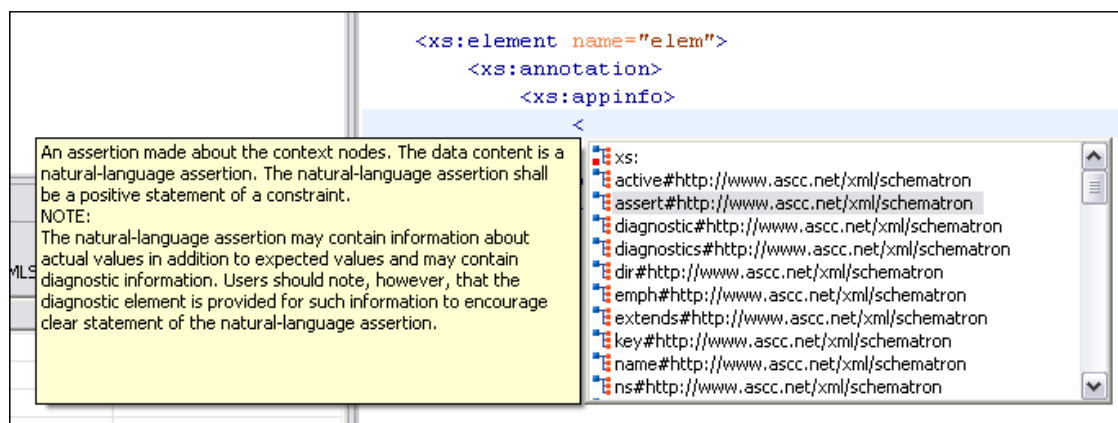 <xs:element name="elem">
<xs:annotation>
<xs:appinfo>
<
An assertion made about the context nodes. The data content is a
natural-language assertion. The natural-language assertion shall
be a positive statement of a constraint.
NOTE:
The natural-language assertion may contain information about
actual values in addition to expected values and may contain
diagnostic information. Users should note, however, that the
diagnostic element is provided for such information to encourage
clear statement of the natural-language assertion.
xs:
active#http://www.ascc.net/xml/schematron
assert#http://www.ascc.net/xml/schematron
diagnostic#http://www.ascc.net/xml/schematron
diagnostics#http://www.ascc.net/xml/schematron
dir#http://www.ascc.net/xml/schematron
emph#http://www.ascc.net/xml/schematron
extends#http://www.ascc.net/xml/schematron
key#http://www.ascc.net/xml/schematron
name#http://www.ascc.net/xml/schematron
ns#http://www.ascc.net/xml/schematron